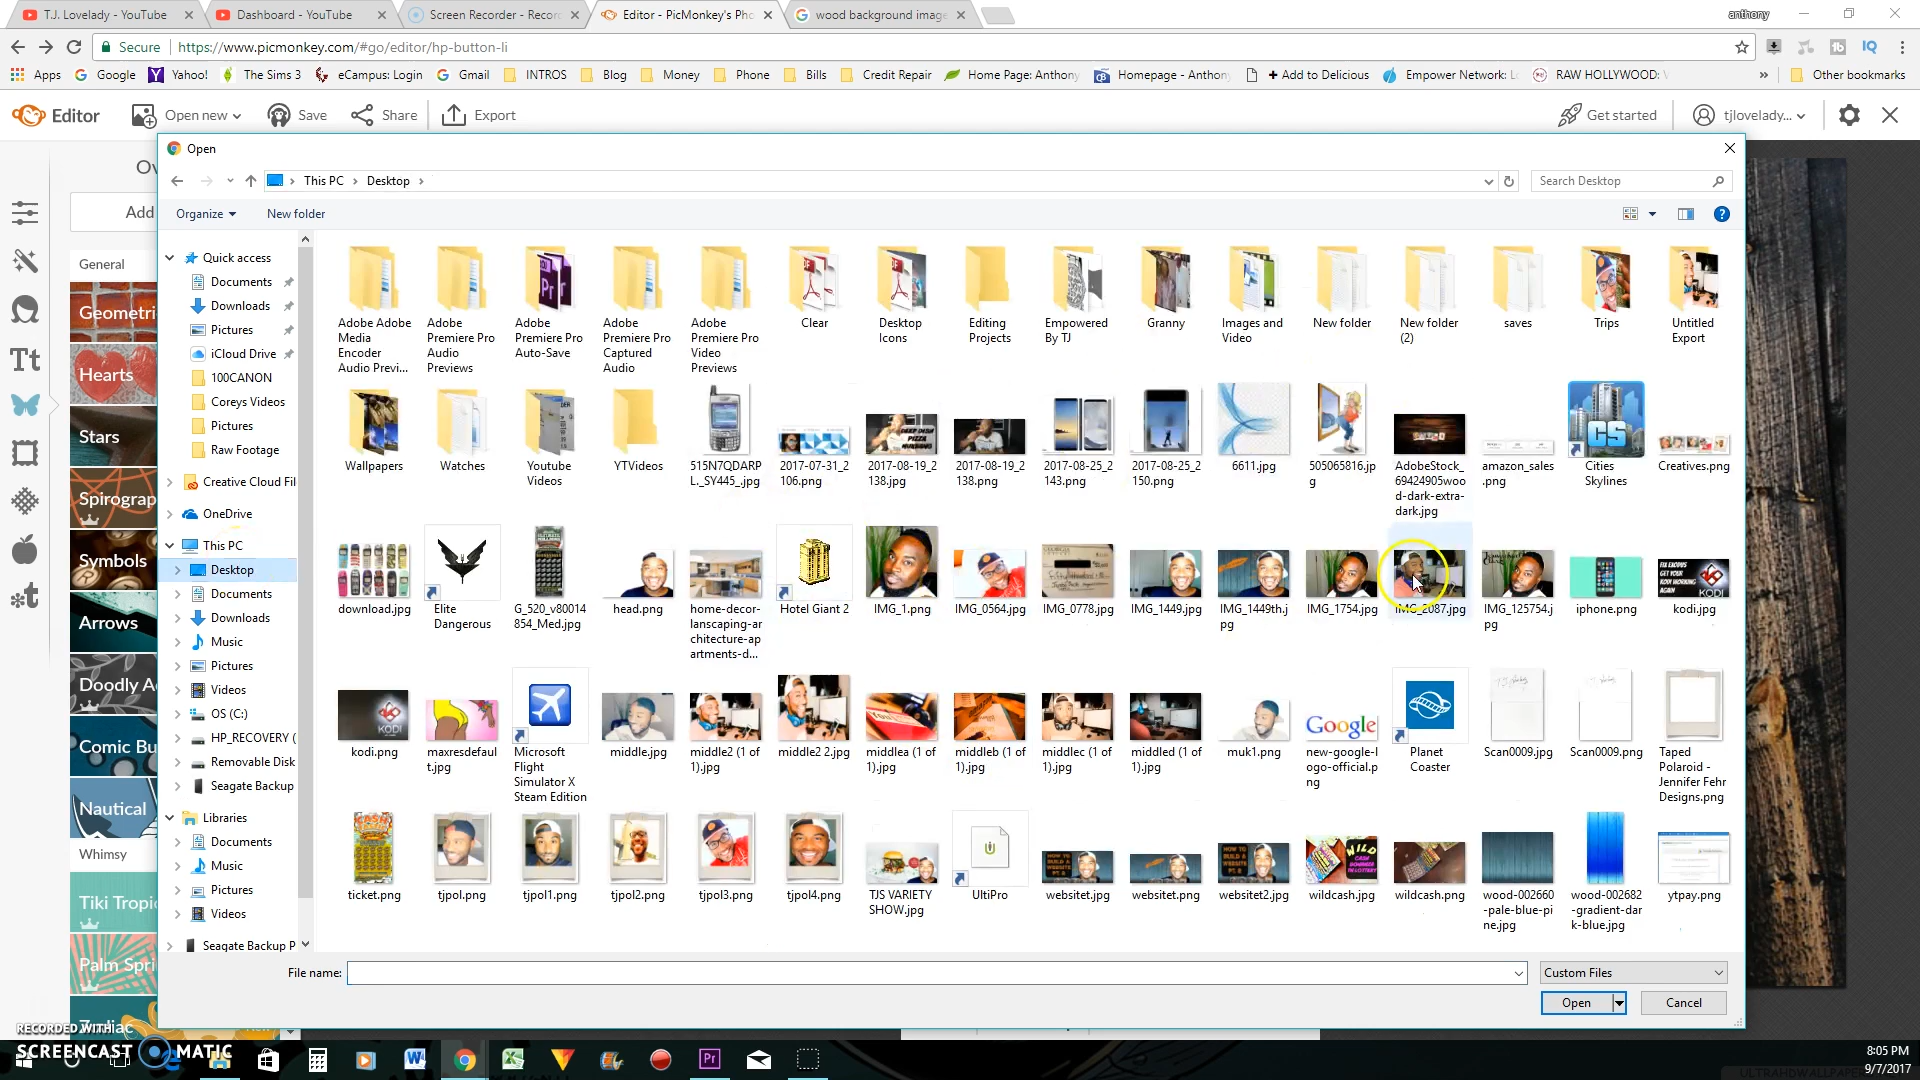 T.J. Lovelady - YouTube
Dashboard - YouTube
Screen Recorder - Recor
Editor - PicMonkey's Pho
wood background image
anthony
Secure
https://www.picmonkey.com/#go/editor/hp-button-li
Apps
Google
Yahoo!
The Sims 3
eCampus: Login
Gmail
INTROS
Blog
Money
Phone
Bills
Credit Repair
Home Page: Anthony
Homepage - Anthony
+ Add to Delicious
Empower Network: L
RAW HOLLYWOOD:
»
Other bookmarks
Editor
Open new
Save
Share
Export
Get started
tjlovelady...
Open
This PC
Desktop
Search Desktop
Organize
New folder
Add
General
Geometri
Hearts
Stars
Spirograp
Symbols
Arrows
Doodly A
Comic Bu
Nautical
Whimsy
Tiki Tropi
Palm Spri
Zodiac
Quick access
Documents
Downloads
Pictures
iCloud Drive
100CANON
Coreys Videos
Pictures
Raw Footage
Creative Cloud Fil
OneDrive
This PC
Desktop
Documents
Downloads
Music
Pictures
Videos
OS (C:)
HP_RECOVERY (
Removable Disk
Seagate Backup
Libraries
Documents
Music
Pictures
Videos
Seagate Backup P
Adobe Adobe
Media
Encoder
Audio Previ...
Adobe
Premiere Pro
Audio
Previews
Adobe
Premiere Pro
Auto-Save
Adobe
Premiere Pro
Captured
Audio
Adobe
Premiere Pro
Video
Previews
Clear
Desktop
Icons
Editing
Projects
Empowered
By TJ
Granny
Images and
Video
New folder
New folder
(2)
saves
Trips
Untitled
Export
Wallpapers
Watches
Youtube
Videos
YTVideos
515N7QDARP
L._SY445_.jpg
2017-07-31_2
106.png
2017-08-19_2
138.jpg
2017-08-19_2
138.png
2017-08-25_2
143.png
2017-08-25_2
150.png
6611.jpg
505065816.jp
g
AdobeStock_
69424905woo
d-dark-extra-
dark.jpg
amazon_sales
.png
Cities
Skylines
Creatives.png
download.jpg
Elite
Dangerous
G_520_v80014
854_Med.jpg
head.png
home-decor-
lanscaping-ar
chitecture-ap
artments-d...
Hotel Giant 2
IMG_1.png
IMG_0564.jpg
IMG_0778.jpg
IMG_1449.jpg
IMG_1449th.j
pg
IMG_1754.jpg
IMG_2087.jpg
IMG_125754.j
pg
iphone.png
kodi.jpg
kodi.png
maxresdefaul
t.jpg
Microsoft
Flight
Simulator X
Steam Edition
middle.jpg
middle2 (1 of
1).jpg
middle2 2.jpg
middlea (1 of
1).jpg
middleb (1 of
1).jpg
middlec (1 of
1).jpg
middled (1 of
1).jpg
muk1.png
Google
new-google-l
ogo-official.p
ng
Planet
Coaster
Scan0009.jpg
Scan0009.png
Taped
Polaroid -
Jennifer Fehr
Designs.png
ticket.png
tjpol.png
tjpol1.png
tjpol2.png
tjpol3.png
tjpol4.png
TJS VARIETY
SHOW.jpg
UltiPro
websitet.jpg
websitet.png
websitet2.jpg
wildcash.jpg
wildcash.png
wood-002660
-pale-blue-pi
ne.jpg
wood-002682
-gradient-dar
k-blue.jpg
ytpay.png
File name:
Custom Files
Open
Cancel
RECORDED WITH
SCREENCAST MATIC
8:05 PM
9/7/2017